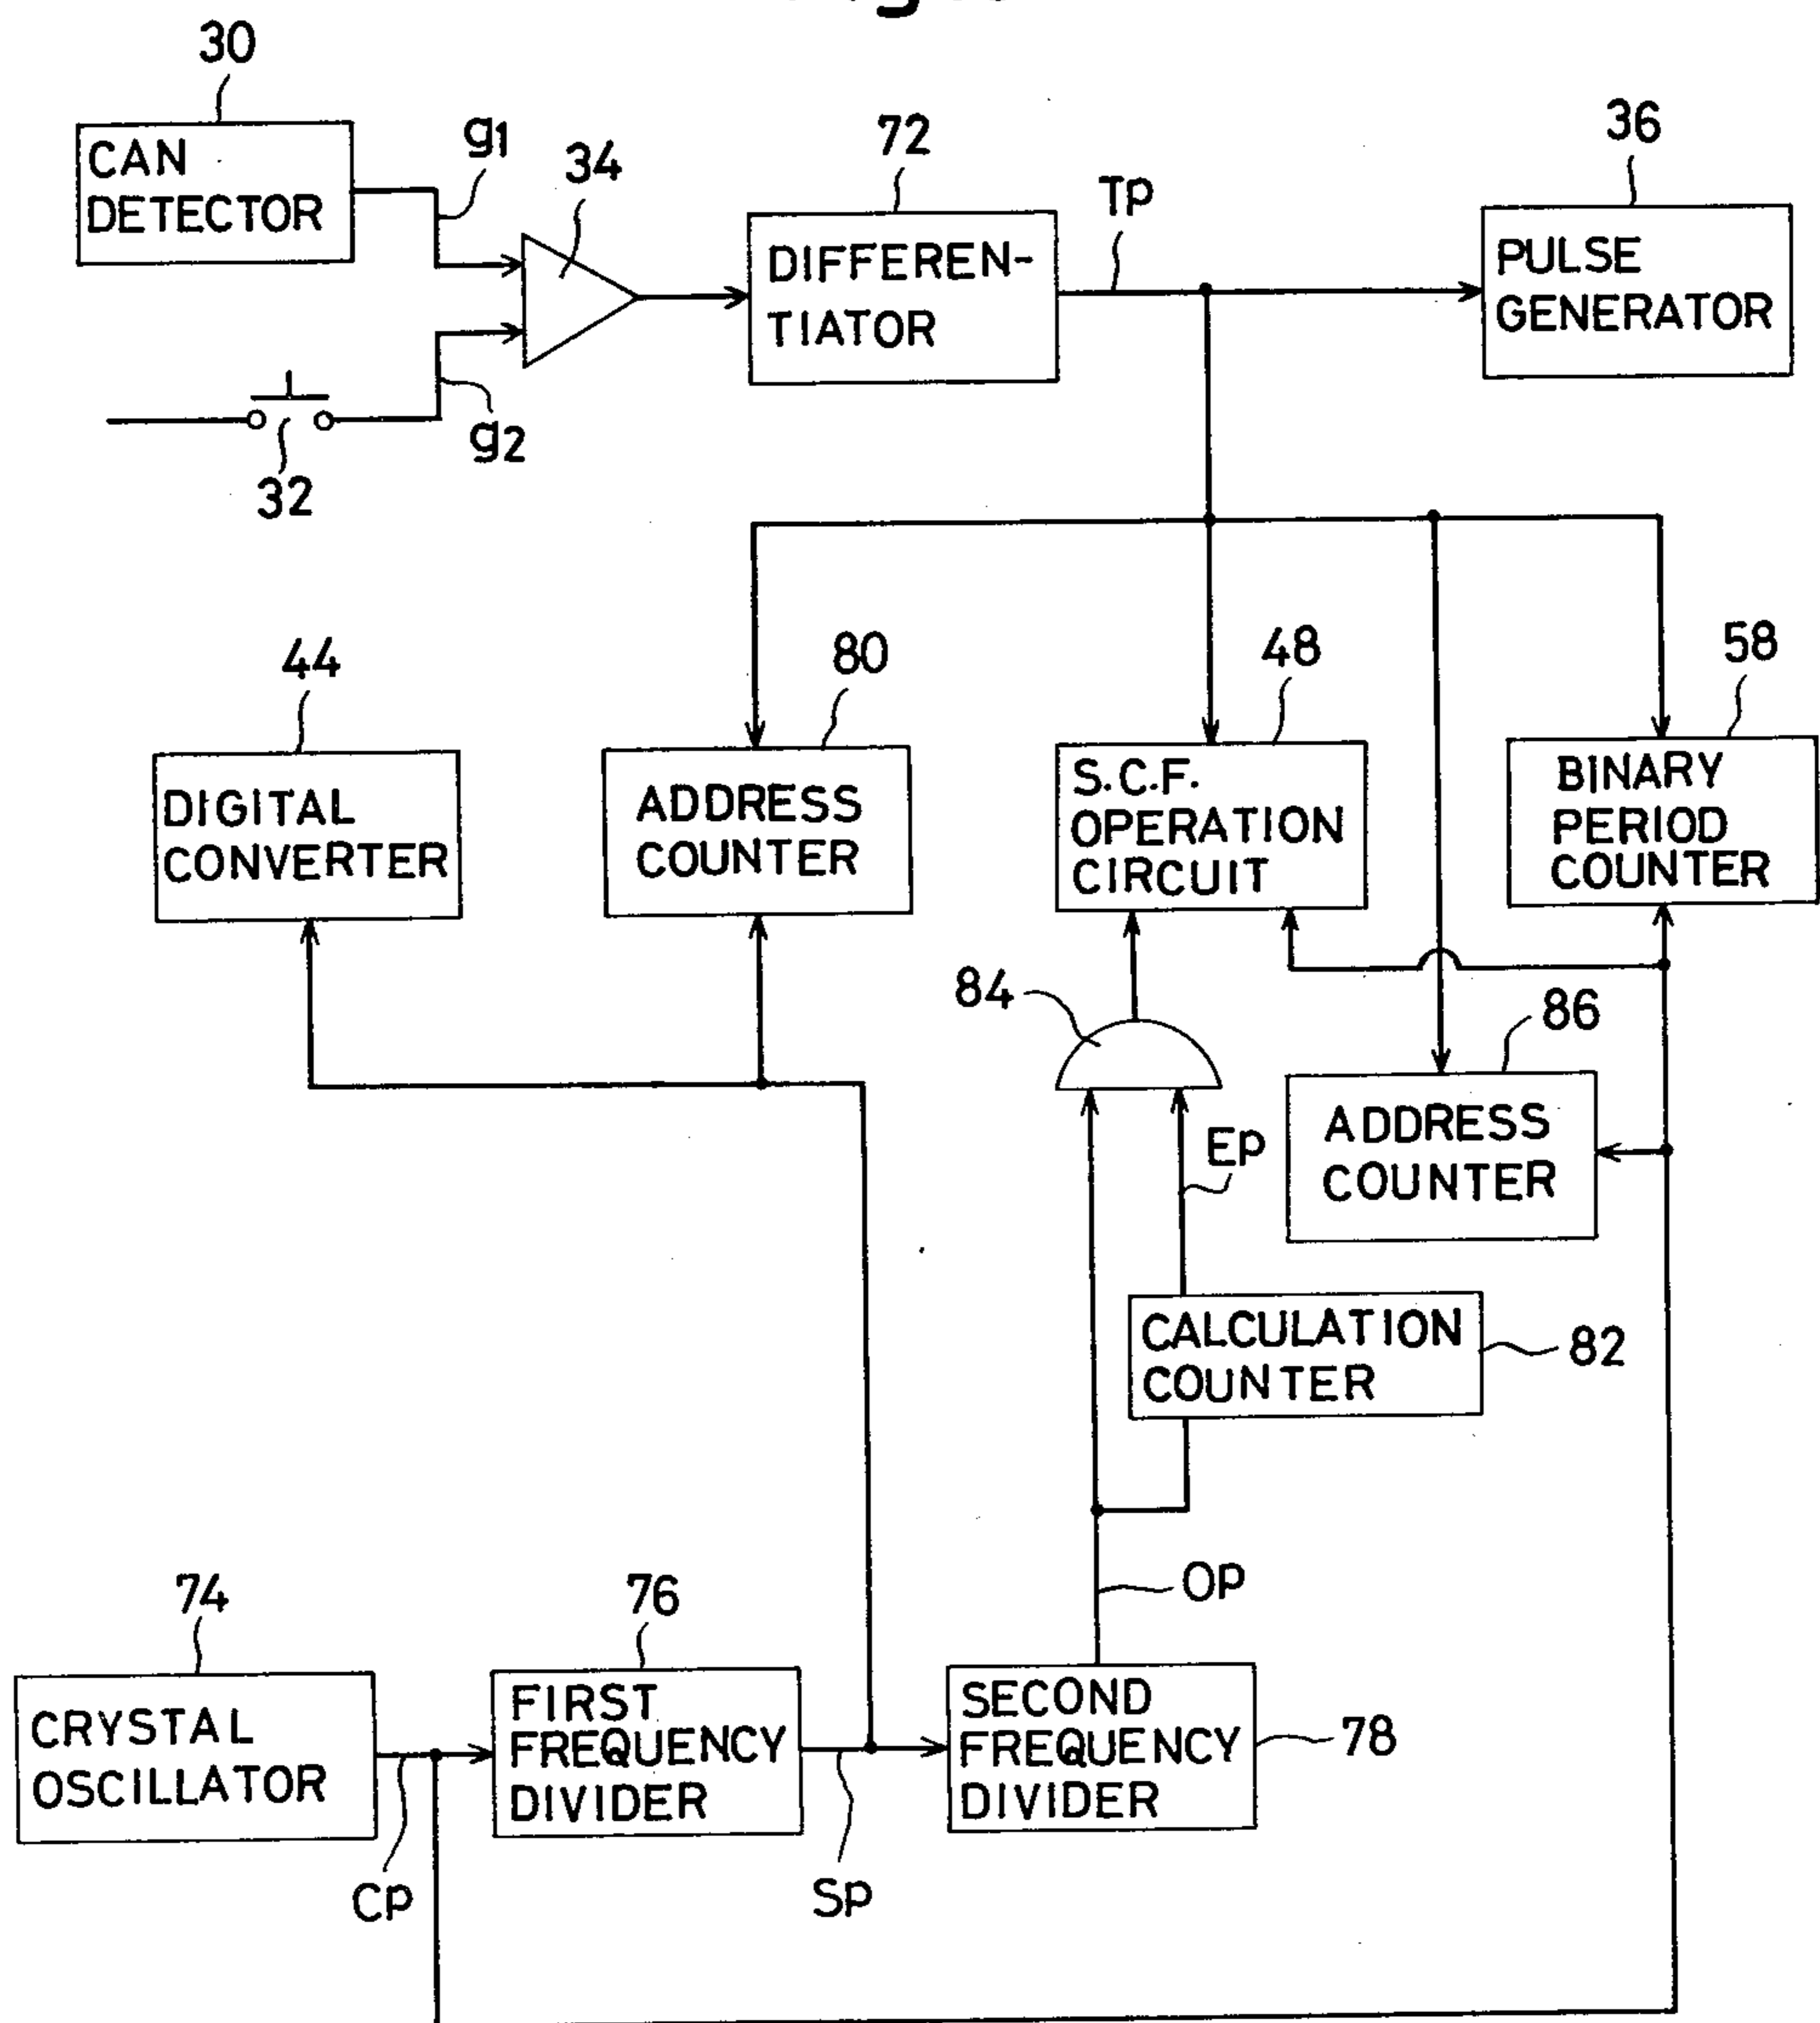 30
CAN
DETECTOR
g1
34
72
DIFFEREN-
TIATOR
Tp
36
PULSE
GENERATOR
g2
32
44
DIGITAL
CONVERTER
80
ADDRESS
COUNTER
48
S.C.F.
OPERATION
CIRCUIT
58
BINARY
PERIOD
COUNTER
84
86
ADDRESS
COUNTER
Ep
CALCULATION
COUNTER
82
Op
74
CRYSTAL
OSCILLATOR
Cp
76
FIRST
FREQUENCY
DIVIDER
Sp
SECOND
FREQUENCY
DIVIDER
78